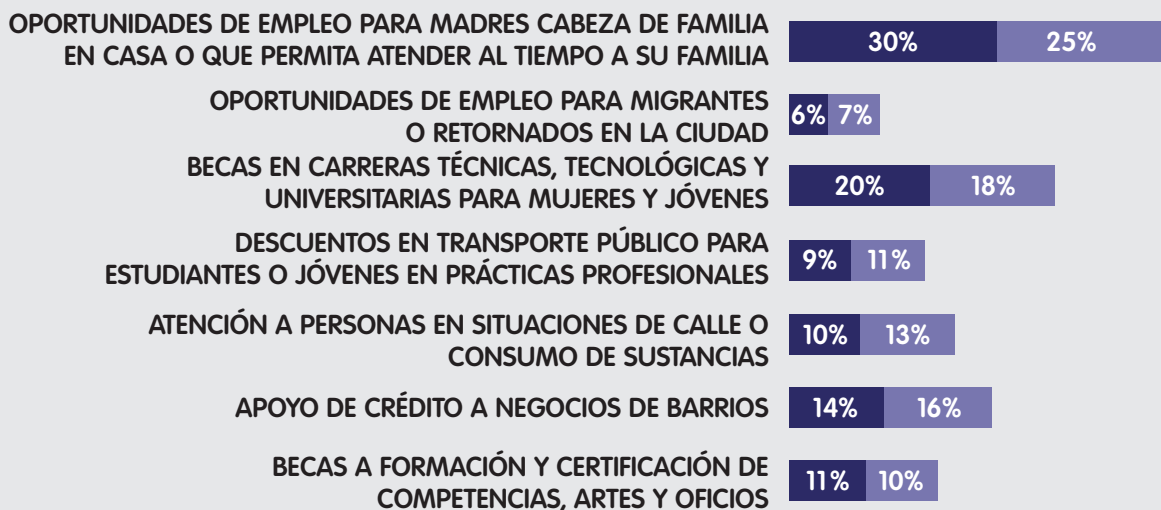 OPORTUNIDADES DE EMPLEO PARA MADRES CABEZA DE FAMILIA
EN CASA O QUE PERMITA ATENDER AL TIEMPO A SU FAMILIA
30% 25%
OPORTUNIDADES DE EMPLEO PARA MIGRANTES
O RETORNADOS EN LA CIUDAD
6% 7%
BECAS EN CARRERAS TÉCNICAS, TECNOLÓGICAS Y
UNIVERSITARIAS PARA MUJERES Y JÓVENES
20% 18%
DESCUENTOS EN TRANSPORTE PÚBLICO PARA
ESTUDIANTES O JÓVENES EN PRÁCTICAS PROFESIONALES
9% 11%
ATENCIÓN A PERSONAS EN SITUACIONES DE CALLE O
CONSUMO DE SUSTANCIAS
10% 13%
APOYO DE CRÉDITO A NEGOCIOS DE BARRIOS
14% 16%
BECAS A FORMACIÓN Y CERTIFICACIÓN DE
COMPETENCIAS, ARTES Y OFICIOS
11% 10%